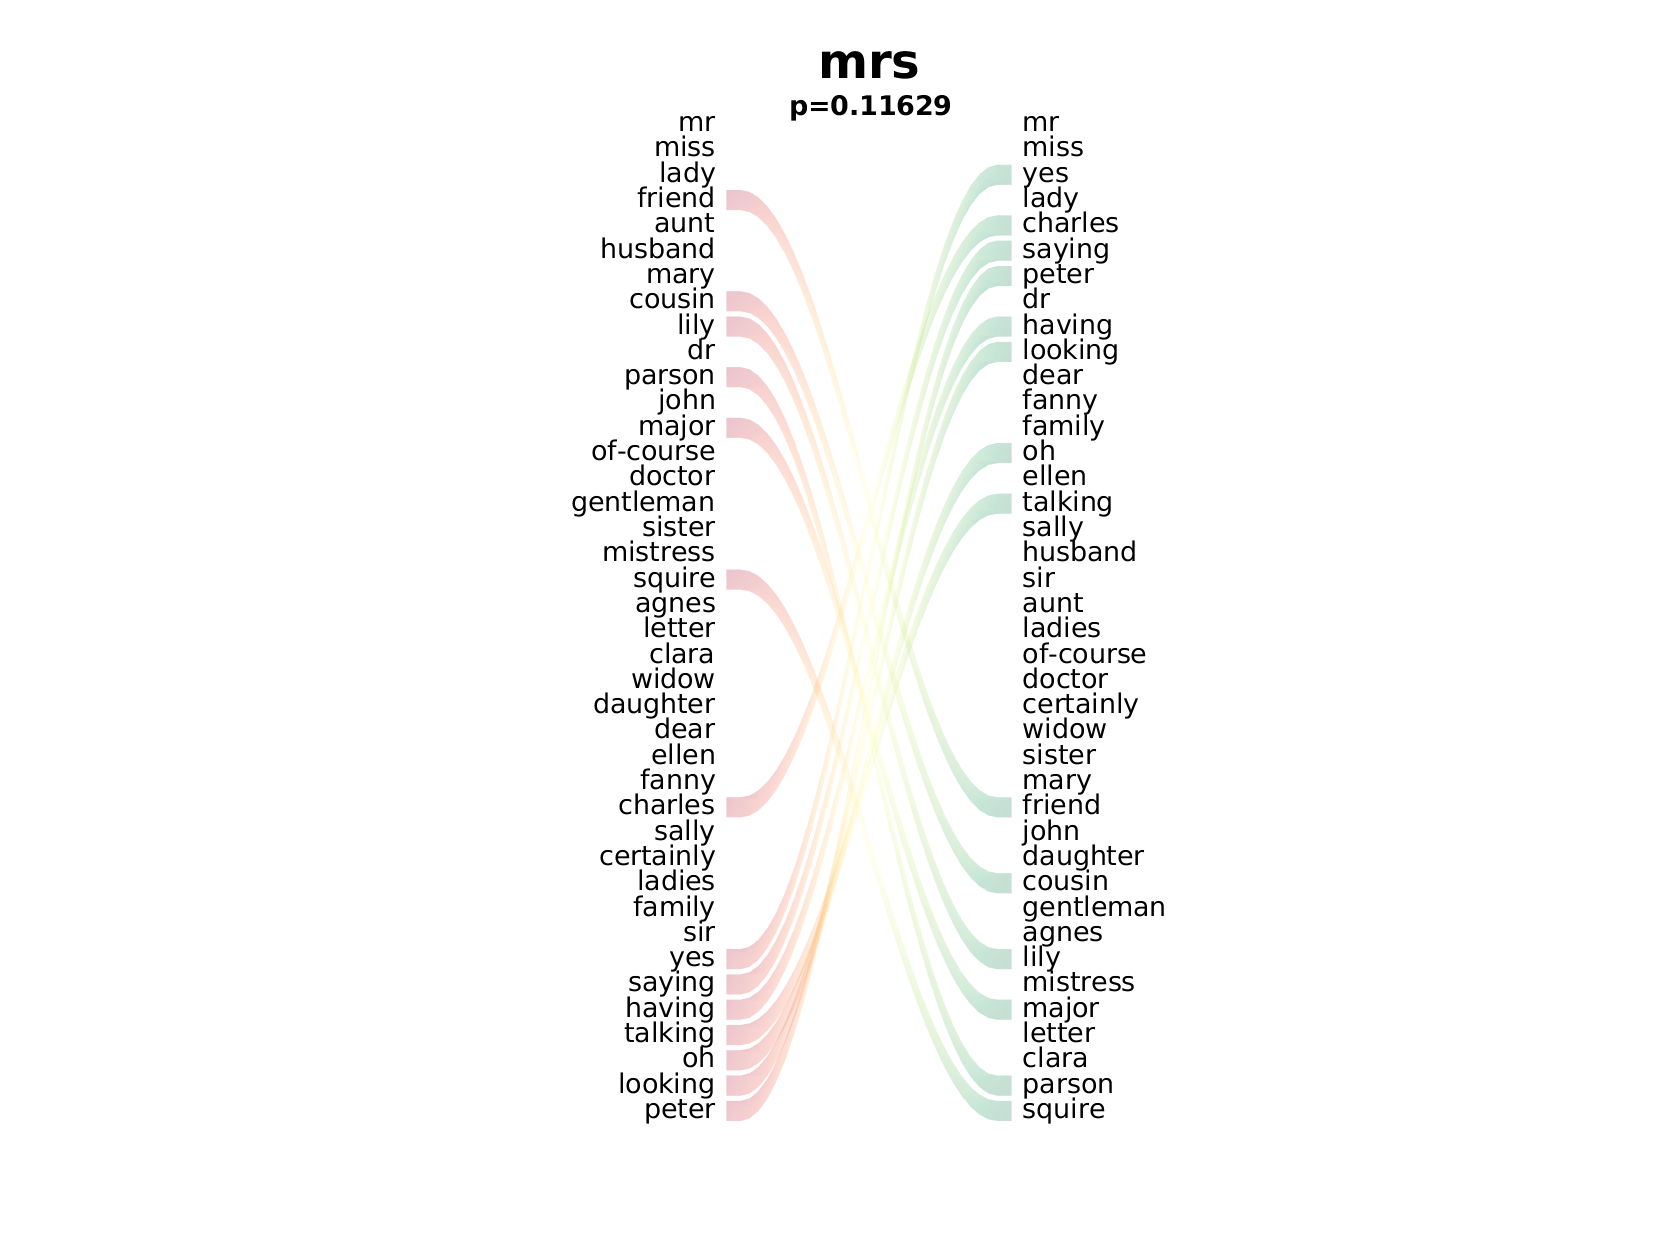 mrs
p=0.11629
mr mr
miss miss
lady yes
friend lady
aunt charles
husband saying
mary peter
cousin dr
lily having
dr looking
parson dear
john fanny
major family
of-course oh
doctor ellen
gentleman talking
sister sally
mistress husband
squire sir
agnes aunt
letter ladies
clara of-course
widow doctor
daughter certainly
dear widow
ellen sister
fanny mary
charles friend
sally john
certainly daughter
ladies cousin
family gentleman
sir agnes
yes lily
saying mistress
having major
talking letter
oh clara
looking parson
peter squire